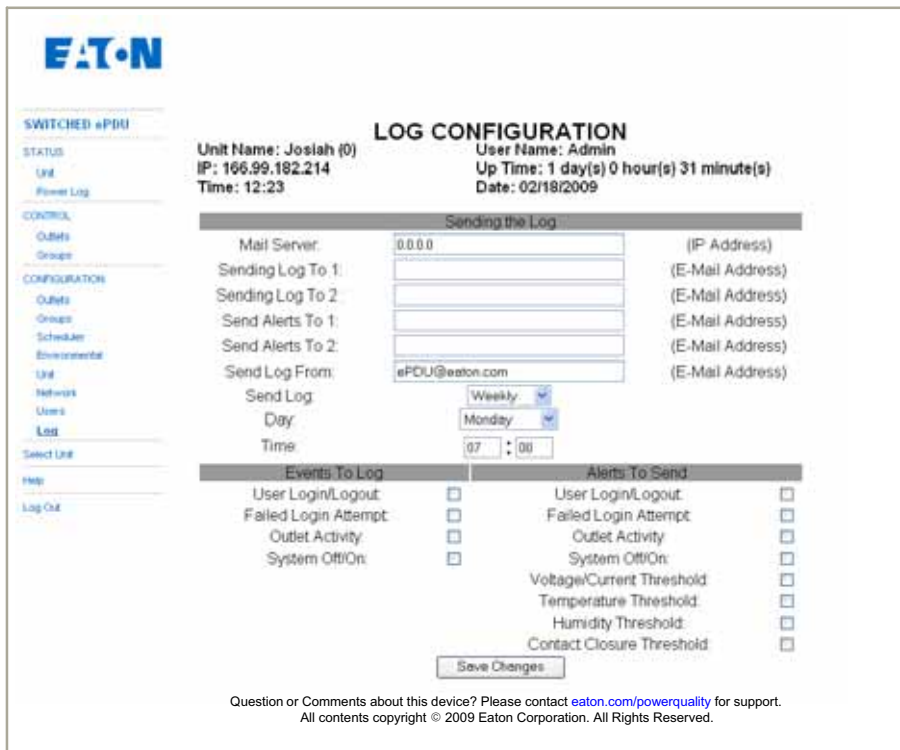 EATON
SWITCHED ePDU
STATUS
Unit
Power Log
CONTROL
Outlets
Groups
CONFIGURATION
Outlets
Groups
Scheduler
Environmental
Unit
Network
Users
Log
Select Unit
Help
Log Out
LOG CONFIGURATION
Unit Name: Josiah (0) User Name: Admin
IP: 166.99.182.214 Up Time: 1 day(s) 0 hour(s) 31 minute(s)
Time: 12:23 Date: 02/18/2009
Sending the Log
Mail Server: 0.0.0.0 (IP Address)
Sending Log To 1: (E-Mail Address)
Sending Log To 2: (E-Mail Address)
Send Alerts To 1: (E-Mail Address)
Send Alerts To 2: (E-Mail Address)
Send Log From: ePDU@eaton.com (E-Mail Address)
Send Log: Weekly
Day: Monday
Time: 07 : 00
Events To Log Alerts To Send
User Login/Logout: User Login/Logout:
Failed Login Attempt: Failed Login Attempt:
Outlet Activity: Outlet Activity:
System Off/On: System Off/On:
Voltage/Current Threshold:
Temperature Threshold:
Humidity Threshold:
Contact Closure Threshold:
Save Changes
Question or Comments about this device? Please contact eaton.com/powerquality for support.
All contents copyright © 2009 Eaton Corporation. All Rights Reserved.